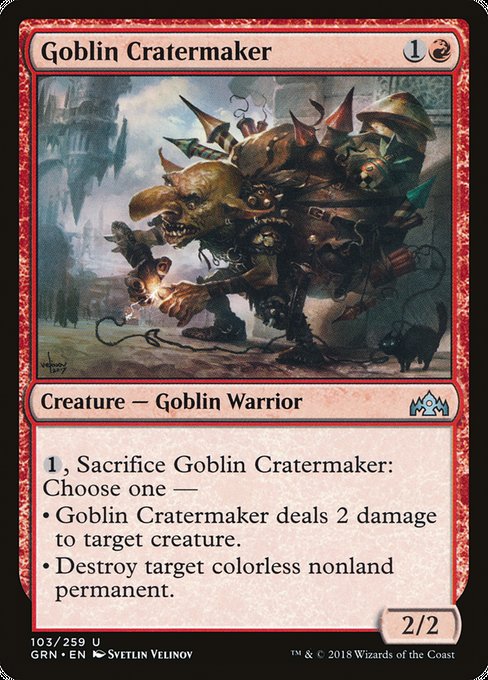 Goblin Cratermaker 1
Creature — Goblin Warrior
1, Sacrifice Goblin Cratermaker:
Choose one —
• Goblin Cratermaker deals 2 damage
to target creature.
• Destroy target colorless nonland
permanent.
2/2
103/259 U
GRN • EN Svetlin Velinov
™ & © 2018 Wizards of the Coast